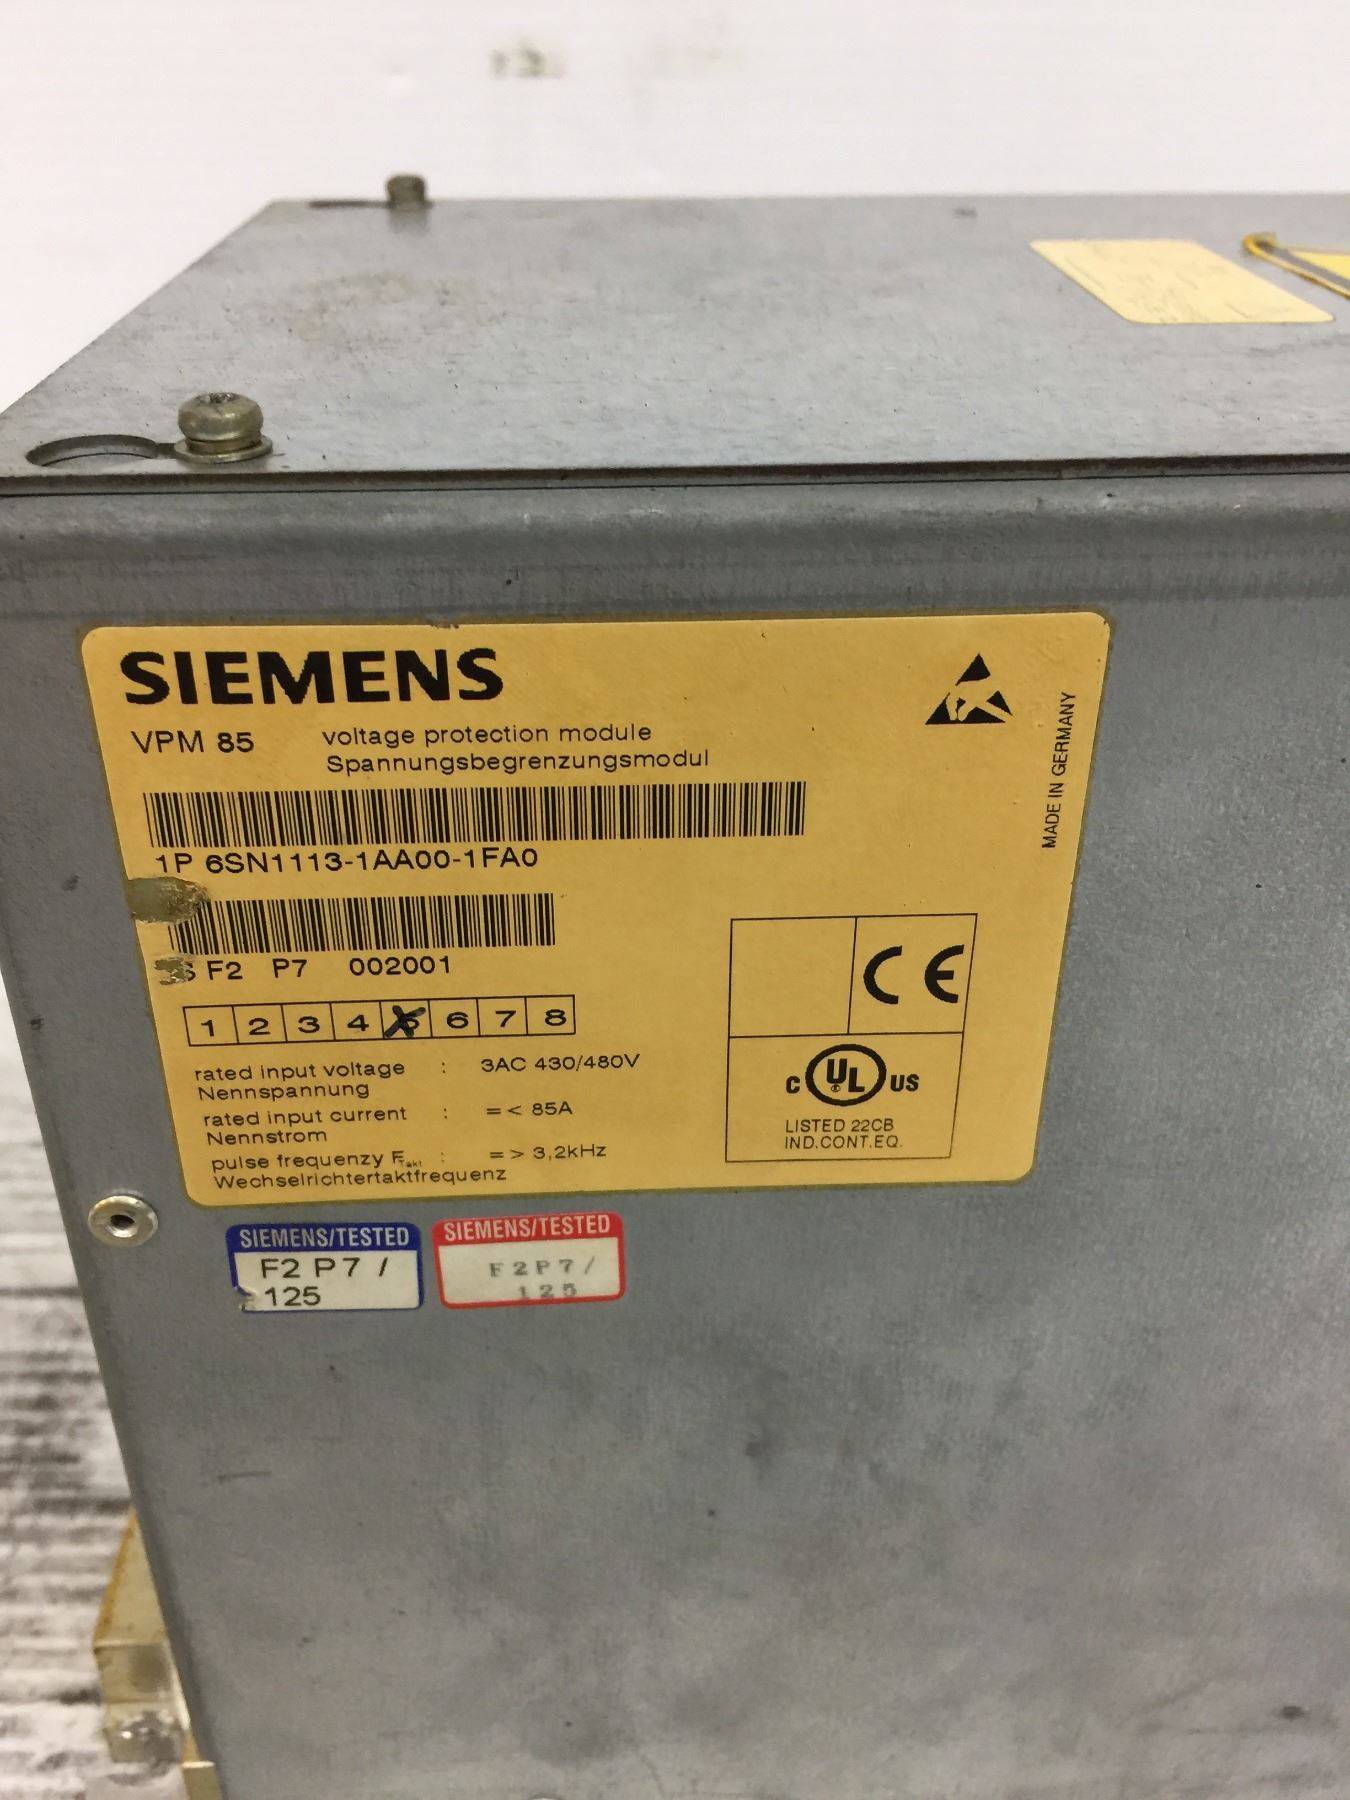 SIEMENS
VPM 85 voltage protection module
Spannungsbegrenzungsmodul
MADE IN GERMANY
1P 6SN1113-1AA00-1FA0
S F2 P7 002001
1 2 3 4 5 6 7 8
rated input voltage : 3AC 430/480V
Nennspannung
rated input current : =< 85A
Nennstrom
pulse frequenzy FTakt : => 3,2kHz
Wechselrichtertaktfrequenz
CE
C UL US
LISTED 22CB
IND.CONT.EQ.
SIEMENS/TESTED
F2 P7 /
125
SIEMENS/TESTED
F2P7/
125